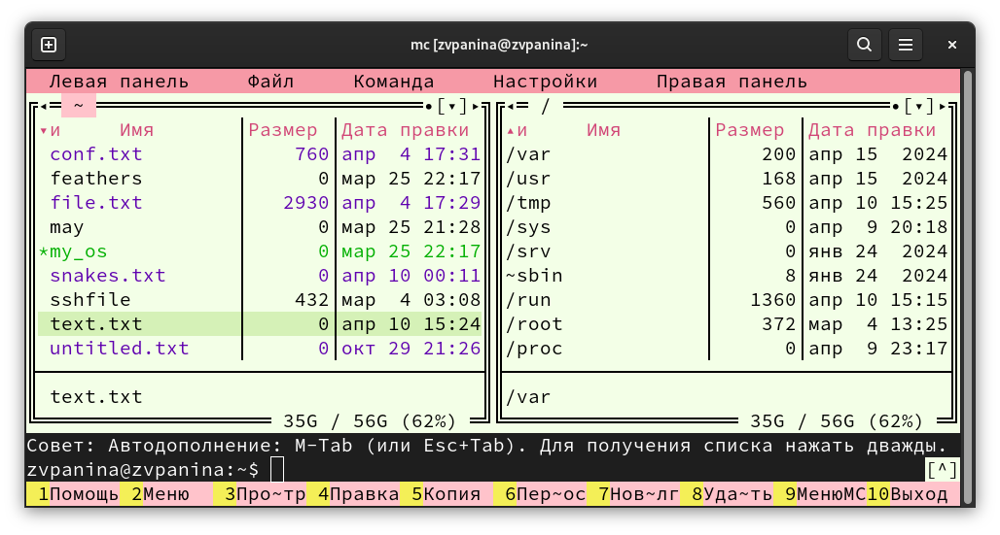 mc [zvpanina@zvpanina]:~
Левая панель Файл Команда Настройки Правая панель
~ [▾] / [▾]
▾и Имя Размер Дата правки ▴и Имя Размер Дата правки
conf.txt 760 апр 4 17:31 /var 200 апр 15 2024
feathers 0 мар 25 22:17 /usr 168 апр 15 2024
file.txt 2930 апр 4 17:29 /tmp 560 апр 10 15:25
may 0 мар 25 21:28 /sys 0 апр 9 20:18
*my_os 0 мар 25 22:17 /srv 0 янв 24 2024
snakes.txt 0 апр 10 00:11 ~sbin 8 янв 24 2024
sshfile 432 мар 4 03:08 /run 1360 апр 10 15:15
text.txt 0 апр 10 15:24 /root 372 мар 4 13:25
untitled.txt 0 окт 29 21:26 /proc 0 апр 9 23:17
text.txt /var
35G / 56G (62%) 35G / 56G (62%)
Совет: Автодополнение: M-Tab (или Esc+Tab). Для получения списка нажать дважды.
zvpanina@zvpanina:~$ [^]
1Помощь 2Меню 3Про~тр 4Правка 5Копия 6Пер~ос 7Нов~лг 8Уда~ть 9МенюMC10Выход